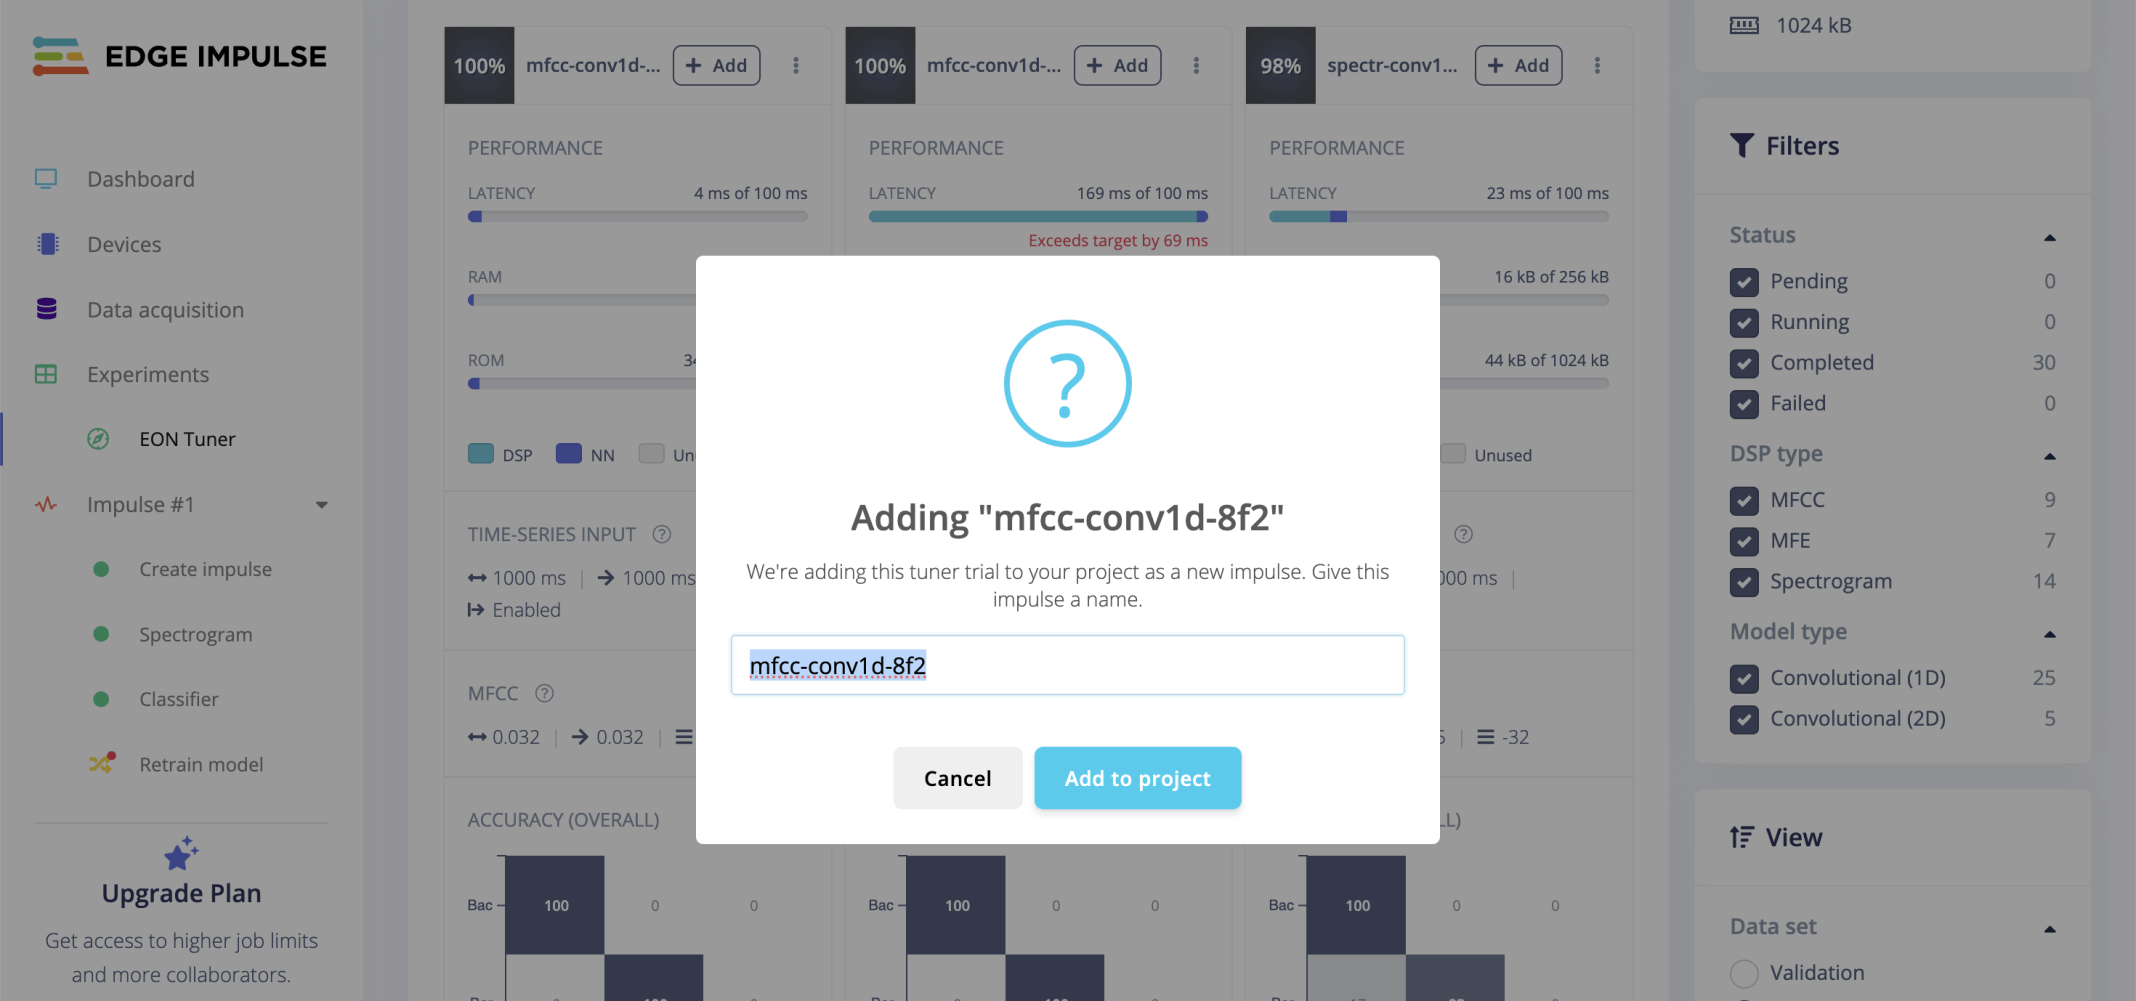 EDGE IMPULSE
Dashboard
Devices
Data acquisition
Experiments
EON Tuner
Impulse #1
Create impulse
Spectrogram
Classifier
Retrain model
Upgrade Plan
Get access to higher job limits
and more collaborators.
100% mfcc-conv1d-... + Add
PERFORMANCE
LATENCY 4 ms of 100 ms
RAM
ROM
DSP NN
TIME-SERIES INPUT ?
1000 ms | 1000 ms
Enabled
MFCC ?
0.032 | 0.032 |
ACCURACY (OVERALL)
Bac 100 0 0
100% mfcc-conv1d-... + Add
PERFORMANCE
LATENCY 169 ms of 100 ms
Exceeds target by 69 ms
Bac 100 0 0
98% spectr-conv1... + Add
PERFORMANCE
LATENCY 23 ms of 100 ms
16 kB of 256 kB
44 kB of 1024 kB
Unused
?
-32
Bac 100 0 0
?
Adding "mfcc-conv1d-8f2"
We're adding this tuner trial to your project as a new impulse. Give this
impulse a name.
mfcc-conv1d-8f2
Cancel Add to project
1024 kB
Filters
Status
Pending 0
Running 0
Completed 30
Failed 0
DSP type
MFCC 9
MFE 7
Spectrogram 14
Model type
Convolutional (1D) 25
Convolutional (2D) 5
View
Data set
Validation